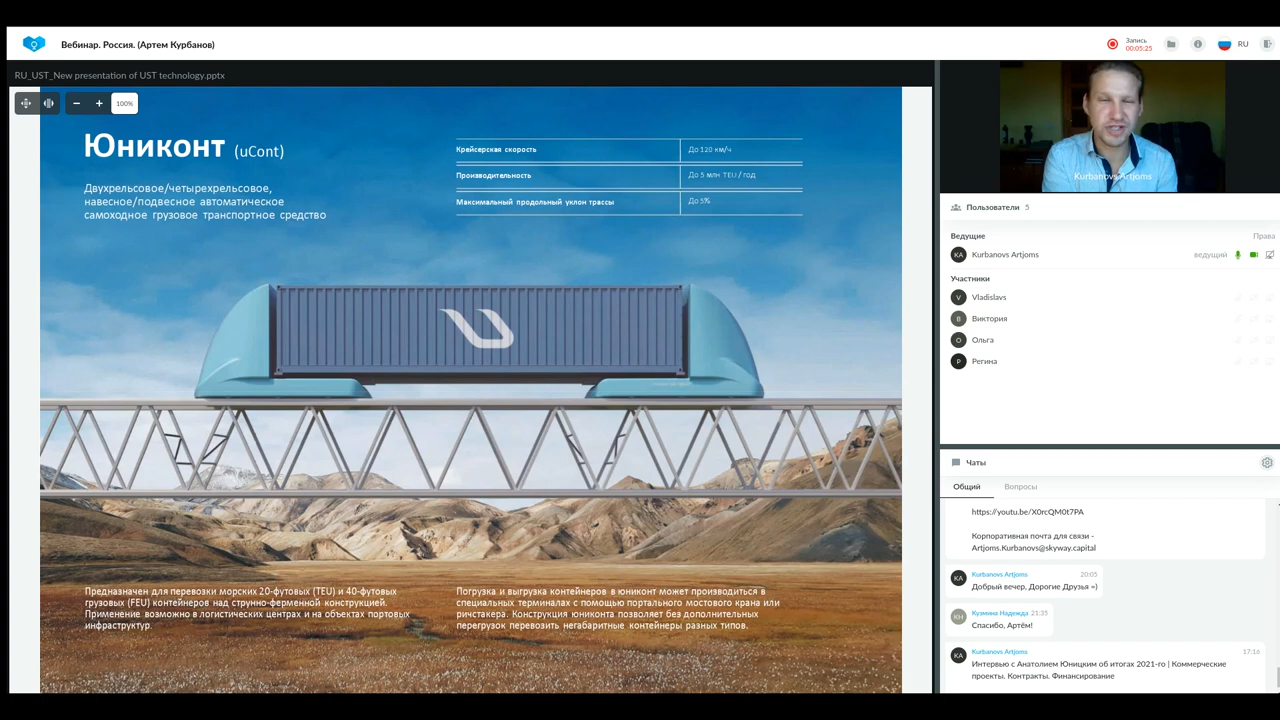 Вебинар. Россия. (Артем Курбанов)
Запись
00:05:25
RU
RU_UST_New presentation of UST technology.pptx
100%
Юниконт (uCont)
Двухрельсовое/четырехрельсовое,
навесное/подвесное автоматическое
самоходное грузовое транспортное средство
Крейсерская скорость До 120 км/ч
Производительность До 5 млн TEU / год
Максимальный продольный уклон трассы До 5%
Предназначен для перевозки морских 20-футовых (TEU) и 40-футовых
грузовых (FEU) контейнеров над струнно-ферменной конструкцией.
Применение возможно в логистических центрах и на объектах портовых
инфраструктур.
Погрузка и выгрузка контейнеров в юниконт может производиться в
специальных терминалах с помощью портального мостового крана или
ричстакера. Конструкция юниконта позволяет без дополнительных
перегрузок перевозить негабаритные контейнеры разных типов.
Kurbanovs Artjoms
Пользователи 5
Ведущие Права
KA Kurbanovs Artjoms ведущий
Участники
V Vladislavs
В Виктория
О Ольга
Р Регина
Чаты
Общий Вопросы
https://youtu.be/X0rcQM0t7PA
Корпоративная почта для связи -
Artjoms.Kurbanovs@skyway.capital
KA Kurbanovs Artjoms 20:05
Добрый вечер, Дорогие Друзья =)
КН Кузмина Надежда 21:35
Спасибо, Артём!
KA Kurbanovs Artjoms 17:16
Интервью с Анатолием Юницким об итогах 2021-го | Коммерческие
проекты. Контракты. Финансирование